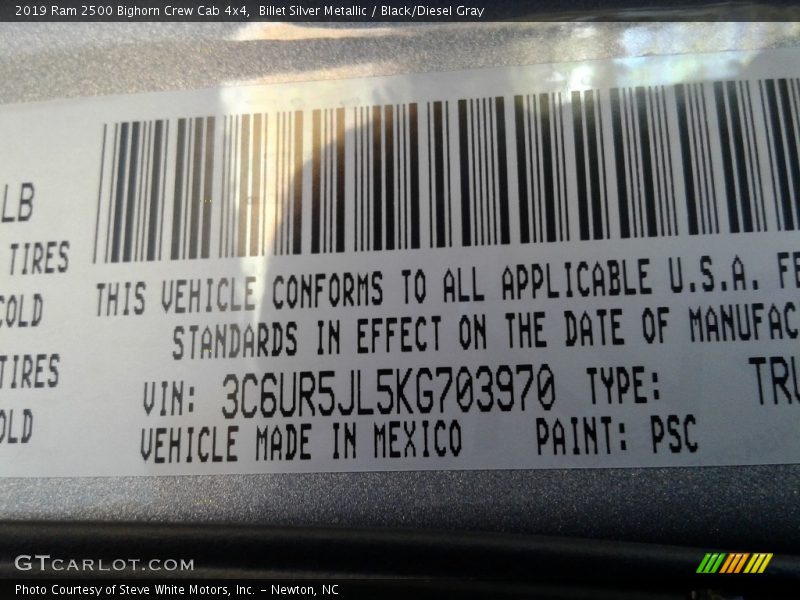 2019 Ram 2500 Bighorn Crew Cab 4x4,  Billet Silver Metallic / Black/Diesel Gray
LB
TIRES
COLD
TIRES
OLD
THIS VEHICLE CONFORMS TO ALL APPLICABLE U.S.A. FE
STANDARDS IN EFFECT ON THE DATE OF MANUFAC
VIN: 3C6UR5JL5KG703970 TYPE: TRU
VEHICLE MADE IN MEXICO PAINT: PSC
GTCARLOT.COM
Photo Courtesy of Steve White Motors, Inc. – Newton, NC